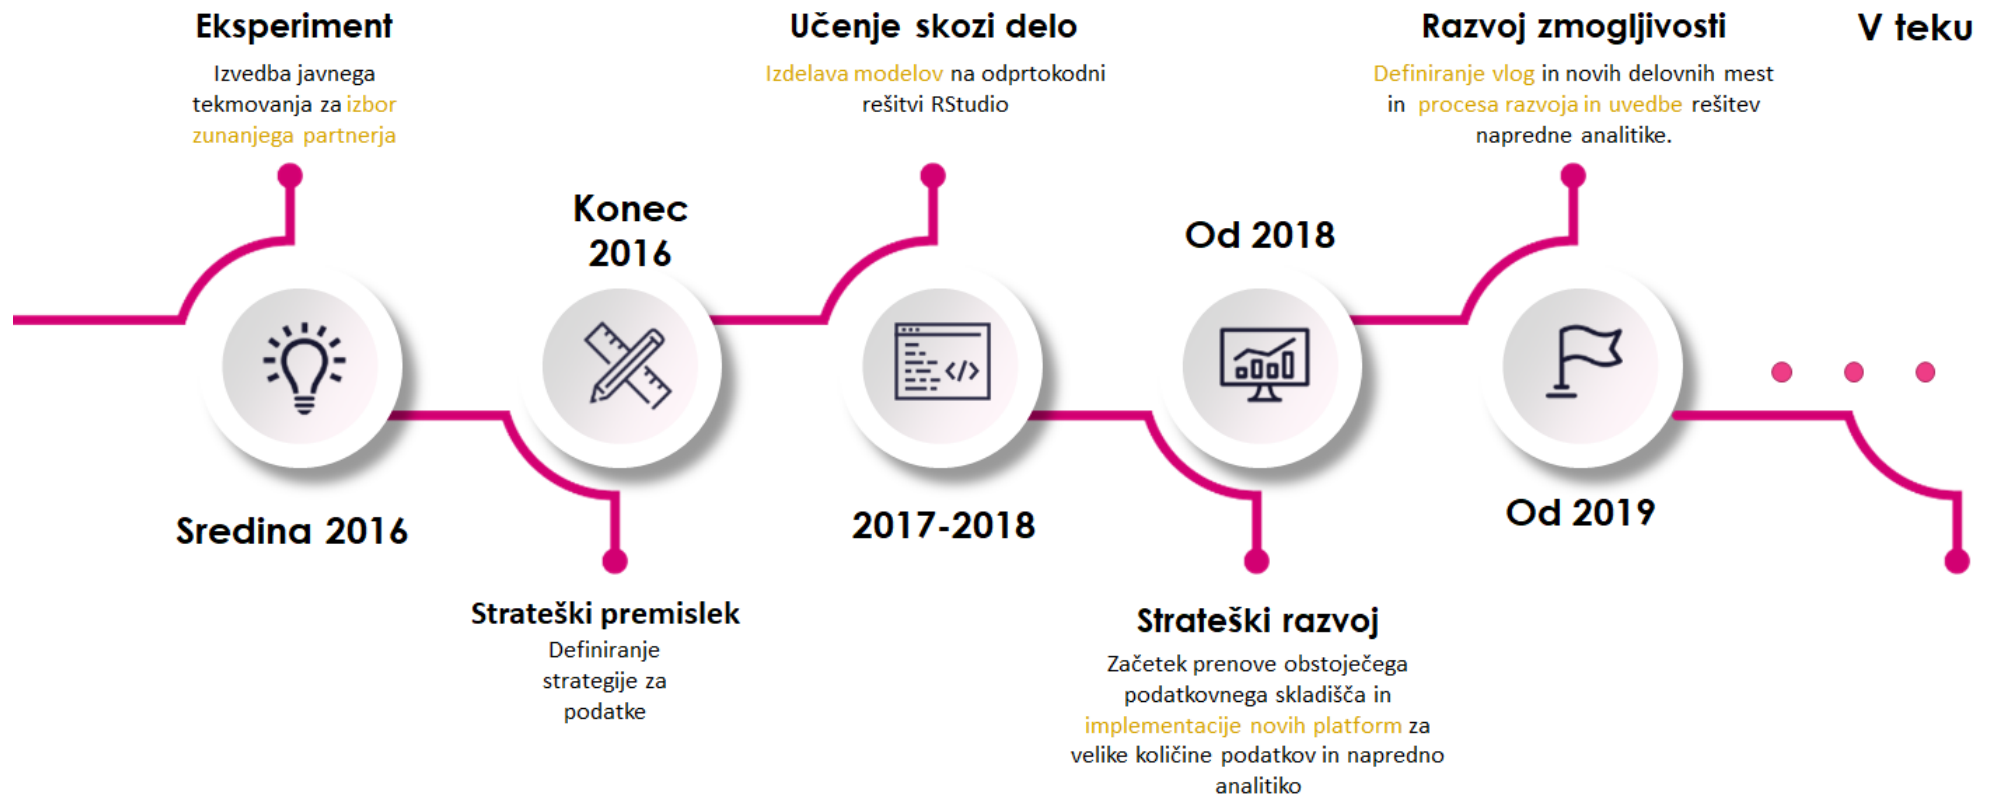 Eksperiment
Izvedba javnega
tekmovanja za izbor
zunanjega partnerja
Sredina 2016
Konec
2016
Strateški premislek
Definiranje
strategije za
podatke
Učenje skozi delo
Izdelava modelov na odprtokodni
rešitvi RStudio
2017-2018
Od 2018
Strateški razvoj
Začetek prenove obstoječega
podatkovnega skladišča in
implementacije novih platform za
velike količine podatkov in napredno
analitiko
Razvoj zmogljivosti
Definiranje vlog in novih delovnih mest
in procesa razvoja in uvedbe rešitev
napredne analitike.
Od 2019
V teku